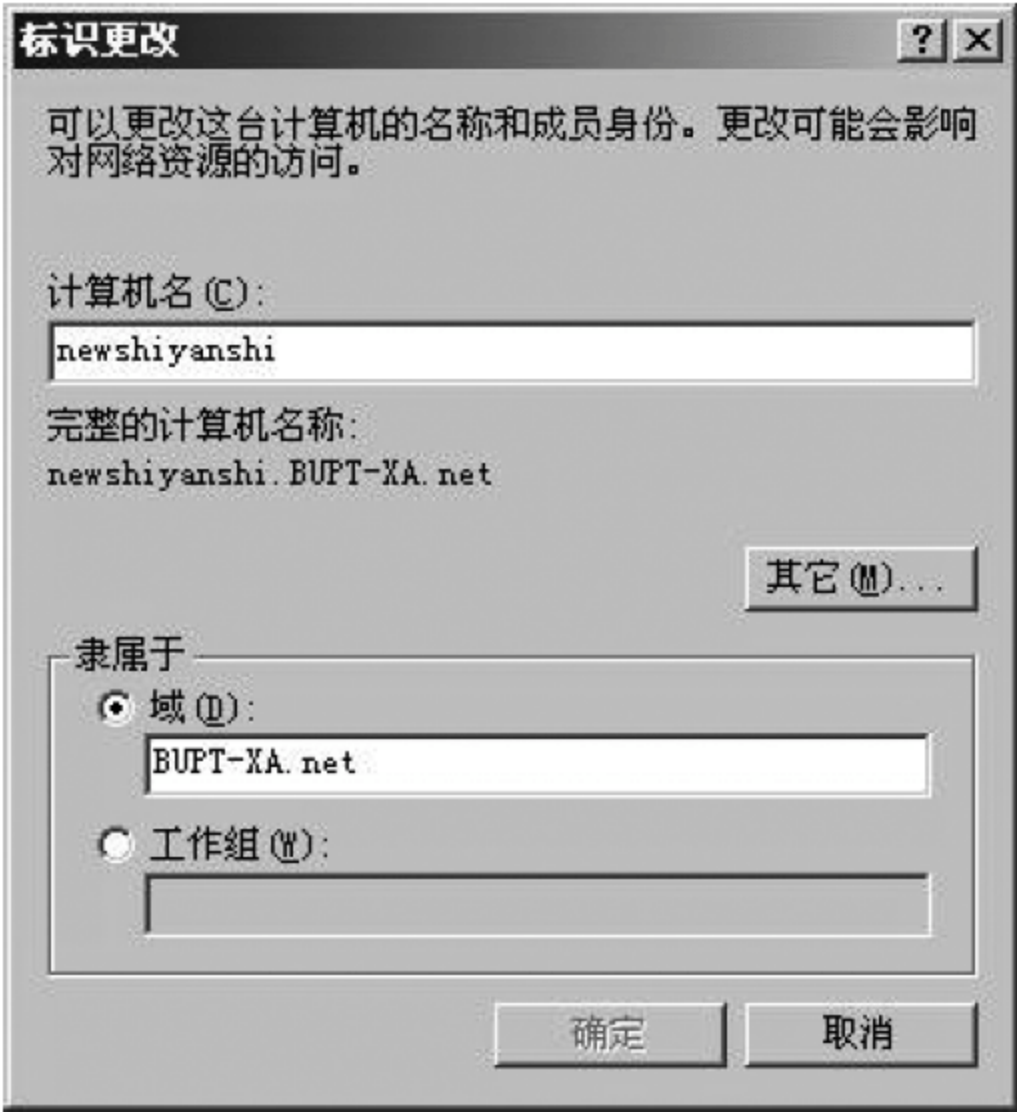 标识更改
可以更改这台计算机的名称和成员身份。更改可能会影响
对网络资源的访问。
计算机名(C):
newshiyanshi
完整的计算机名称:
newshiyanshi.BUPT-XA.net
其它(M)...
隶属于
域(D):
BUPT-XA.net
工作组(W):
确定 取消